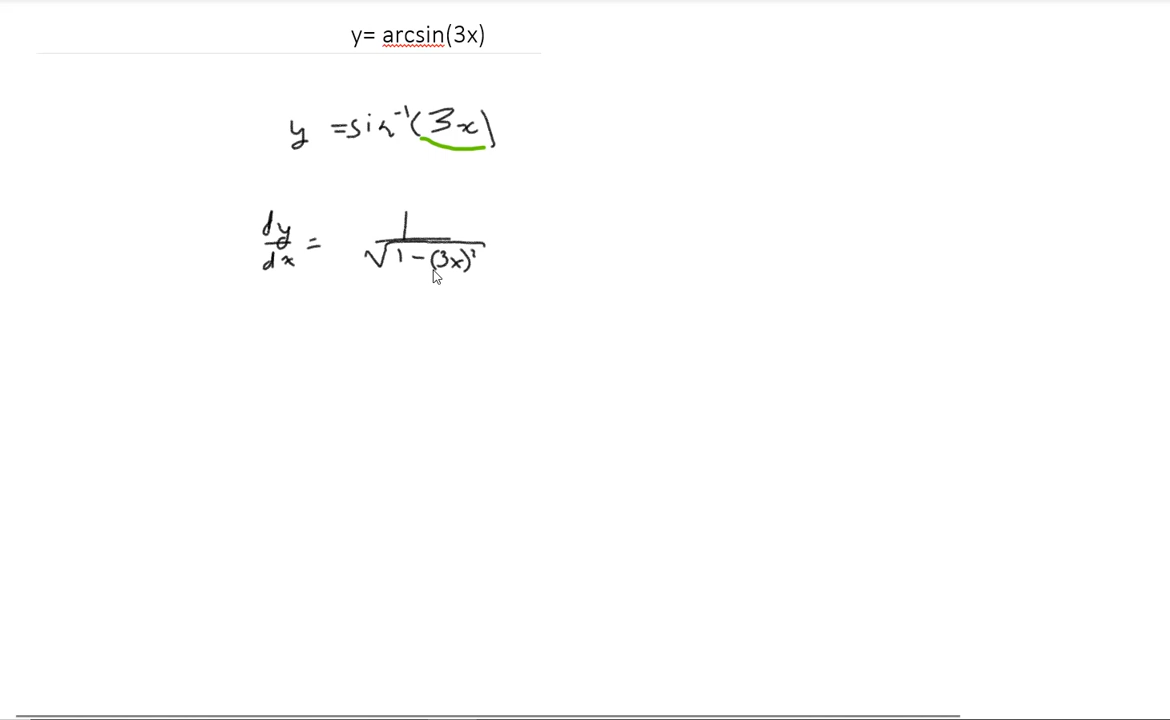 y= arcsin(3x)
y =sin⁻¹(3x)
dy/dx = 1/√(1-(3x)²)